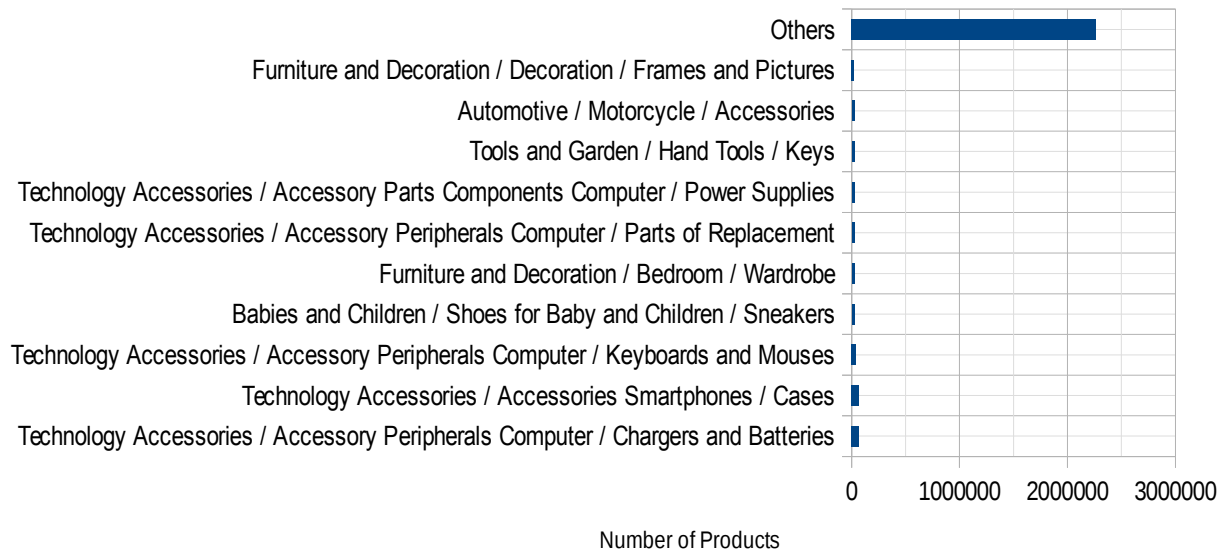 Others
Furniture and Decoration / Decoration / Frames and Pictures
Automotive / Motorcycle / Accessories
Tools and Garden / Hand Tools / Keys
Technology Accessories / Accessory Parts Components Computer / Power Supplies
Technology Accessories / Accessory Peripherals Computer / Parts of Replacement
Furniture and Decoration / Bedroom / Wardrobe
Babies and Children / Shoes for Baby and Children / Sneakers
Technology Accessories / Accessory Peripherals Computer / Keyboards and Mouses
Technology Accessories / Accessories Smartphones / Cases
Technology Accessories / Accessory Peripherals Computer / Chargers and Batteries
0 1000000 2000000 3000000
Number of Products